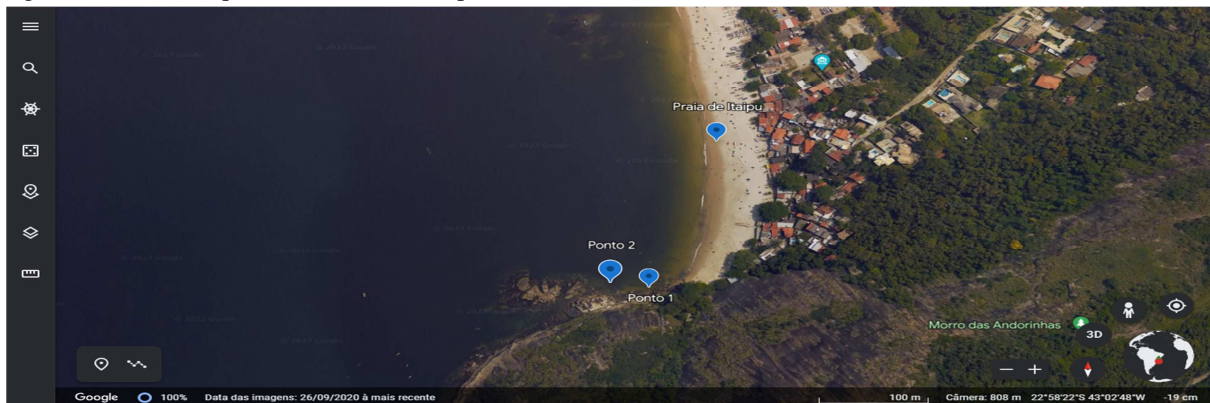 Praia de Itaipu
Ponto 2
Ponto 1
Morro das Andorinhas
3D
Google 100% Data das imagens: 26/09/2020 à mais recente 100 m Câmera: 808 m 22°58'22"S 43°02'48"W -19 cm